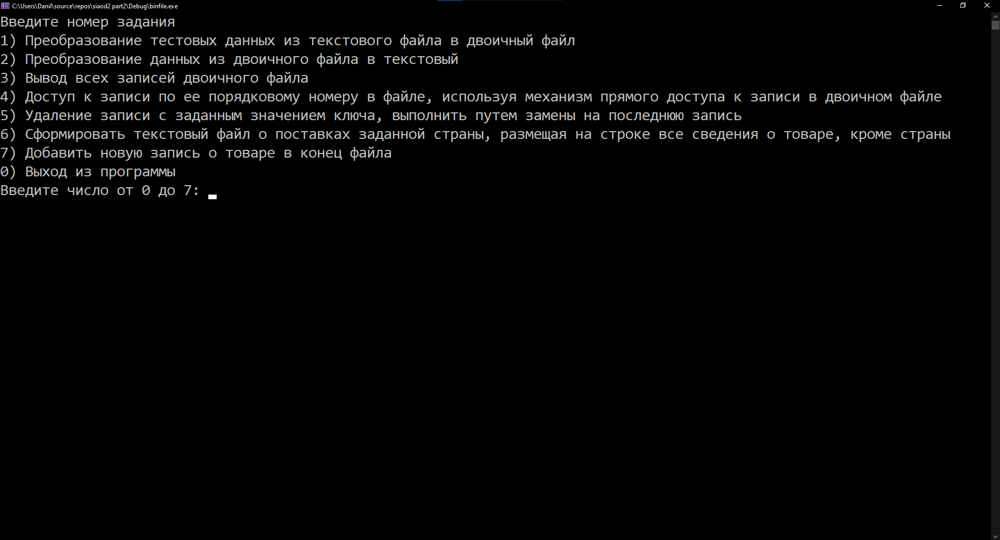 C:\Users\Danil\source\repos\siaod2 part2\Debug\binfile.exe
Введите номер задания
1) Преобразование тестовых данных из текстового файла в двоичный файл
2) Преобразование данных из двоичного файла в текстовый
3) Вывод всех записей двоичного файла
4) Доступ к записи по ее порядковому номеру в файле, используя механизм прямого доступа к записи в двоичном файле
5) Удаление записи с заданным значением ключа, выполнить путем замены на последнюю запись
6) Сформировать текстовый файл о поставках заданной страны, размещая на строке все сведения о товаре, кроме страны
7) Добавить новую запись о товаре в конец файла
0) Выход из программы
Введите число от 0 до 7: